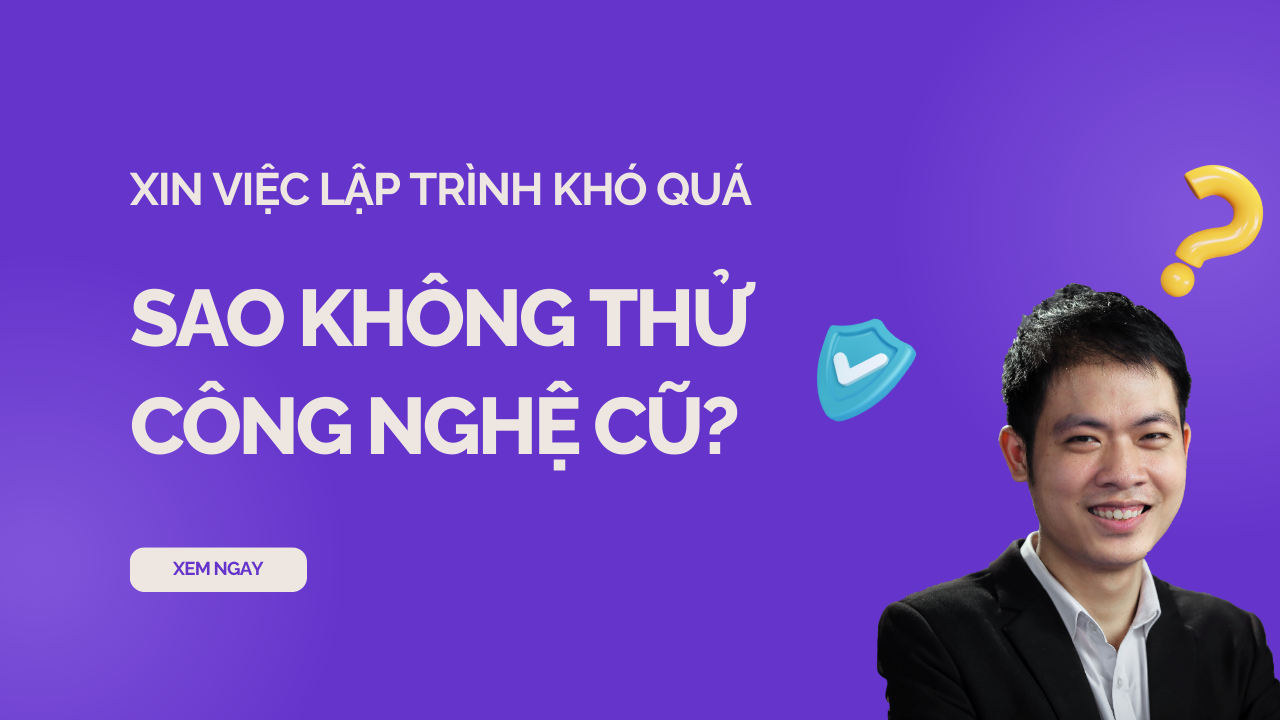 XIN VIỆC LẬP TRÌNH KHÓ QUÁ
SAO KHÔNG THỬ
CÔNG NGHỆ CŨ?
XEM NGAY